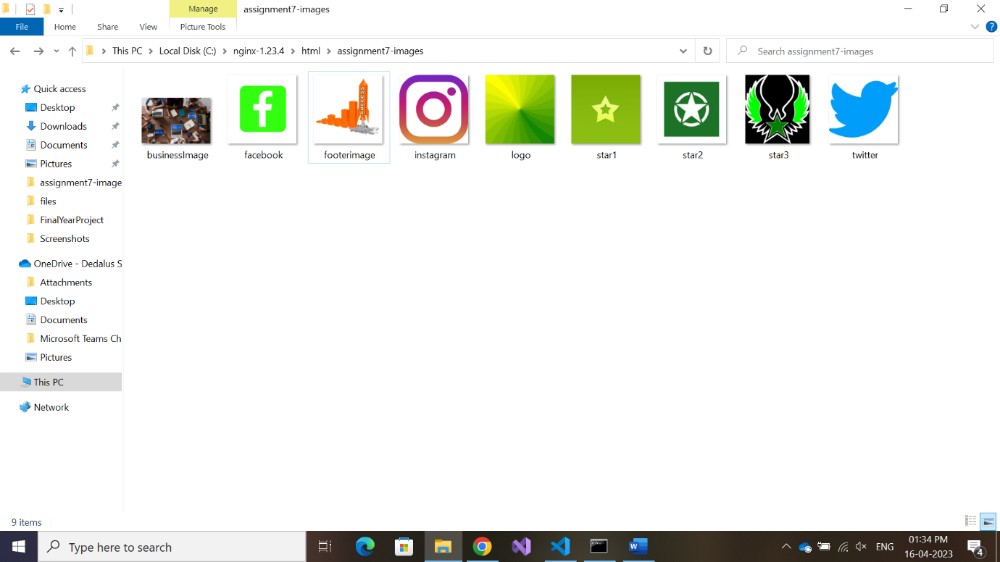 Manage
assignment7-images
File
Home
Share
View
Picture Tools
This PC > Local Disk (C:) > nginx-1.23.4 > html > assignment7-images
Search assignment7-images
Quick access
Desktop
Downloads
Documents
Pictures
assignment7-image
files
FinalYearProject
Screenshots
OneDrive - Dedalus S
Attachments
Desktop
Documents
Microsoft Teams Ch
Pictures
This PC
Network
Success
businessImage
facebook
footerimage
instagram
logo
star1
star2
star3
twitter
9 items
Type here to search
ENG
01:34 PM
16-04-2023
4